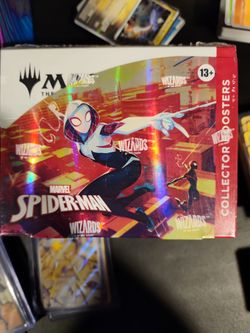 THE
13+
WIZARDS
WIZARDS
WIZARDS
MARVEL
SPIDER-MAN
WIZARDS
WIZARDS
COLLECTOR BOOSTERS